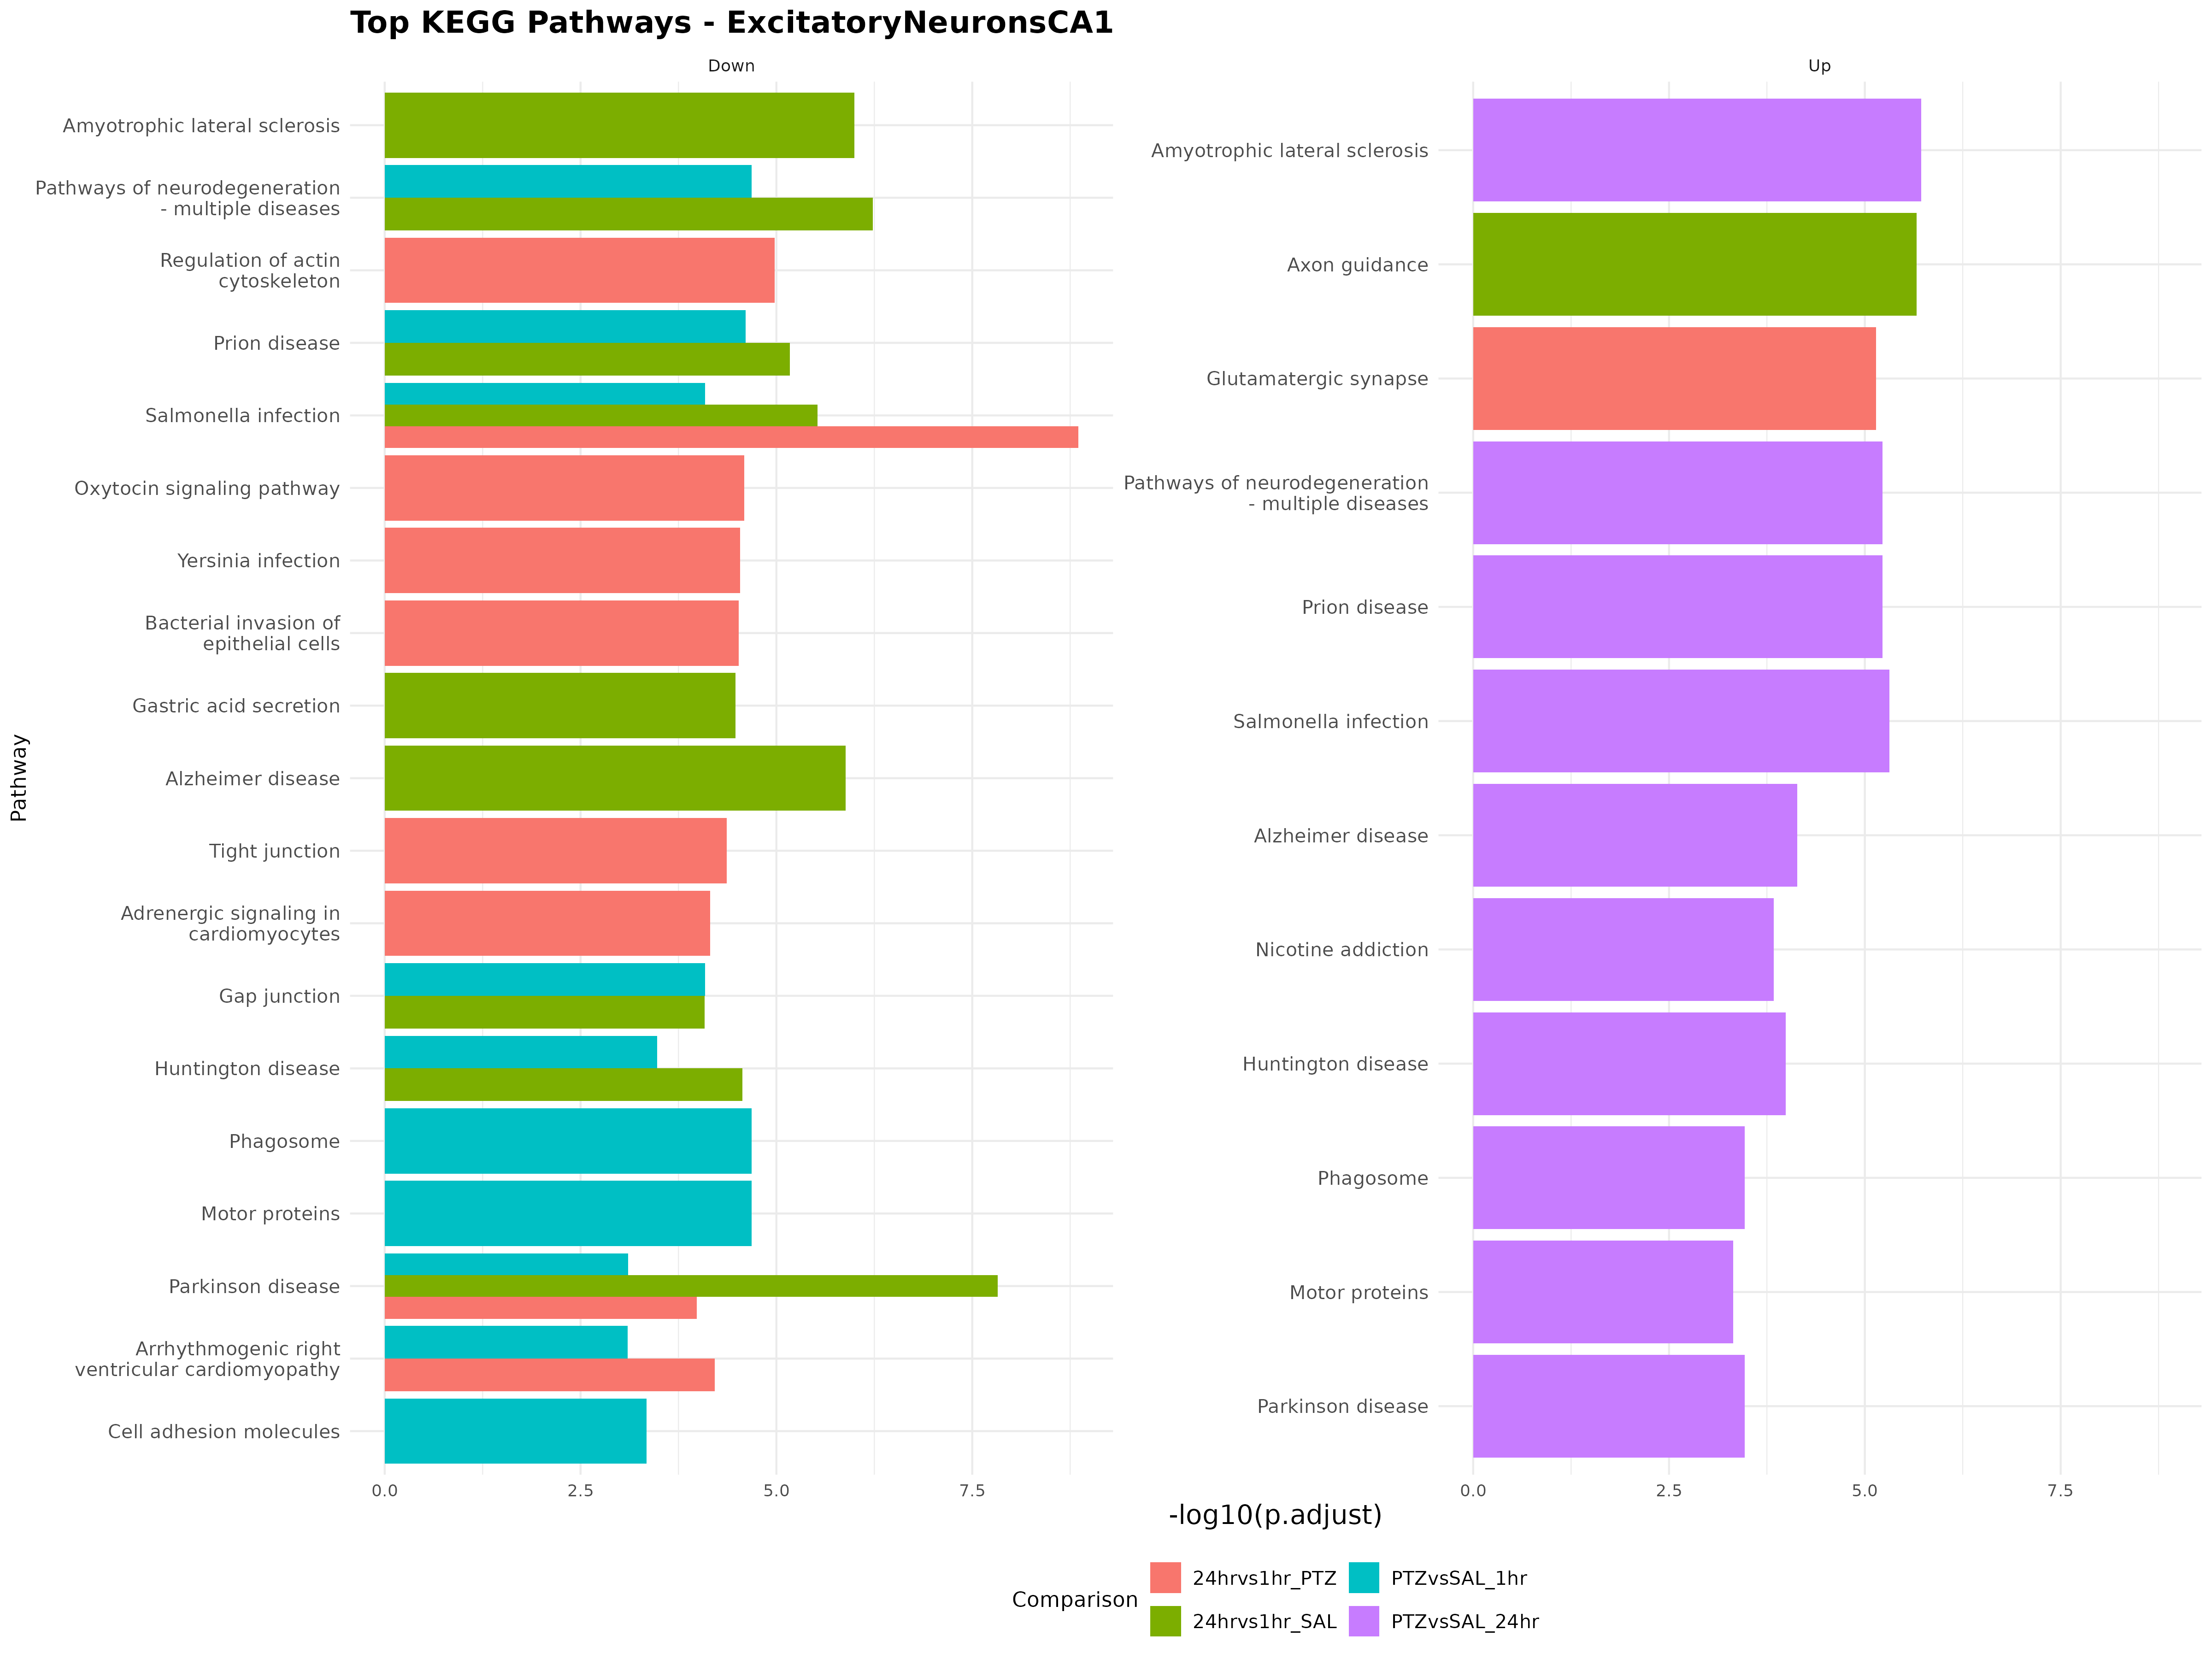 Top KEGG Pathways - ExcitatoryNeuronsCA1
Down
Amyotrophic lateral sclerosis
Pathways of neurodegeneration
- multiple diseases
Regulation of actin
cytoskeleton
Prion disease
Salmonella infection
Oxytocin signaling pathway
Yersinia infection
Bacterial invasion of
epithelial cells
Gastric acid secretion
Alzheimer disease
Tight junction
Adrenergic signaling in
cardiomyocytes
Gap junction
Huntington disease
Phagosome
Motor proteins
Parkinson disease
Arrhythmogenic right
ventricular cardiomyopathy
Cell adhesion molecules
0.0 2.5 5.0 7.5
Up
Amyotrophic lateral sclerosis
Axon guidance
Glutamatergic synapse
Pathways of neurodegeneration
- multiple diseases
Prion disease
Salmonella infection
Alzheimer disease
Nicotine addiction
Huntington disease
Phagosome
Motor proteins
Parkinson disease
0.0 2.5 5.0 7.5
Pathway
-log10(p.adjust)
Comparison
24hrvs1hr_PTZ
24hrvs1hr_SAL
PTZvsSAL_1hr
PTZvsSAL_24hr